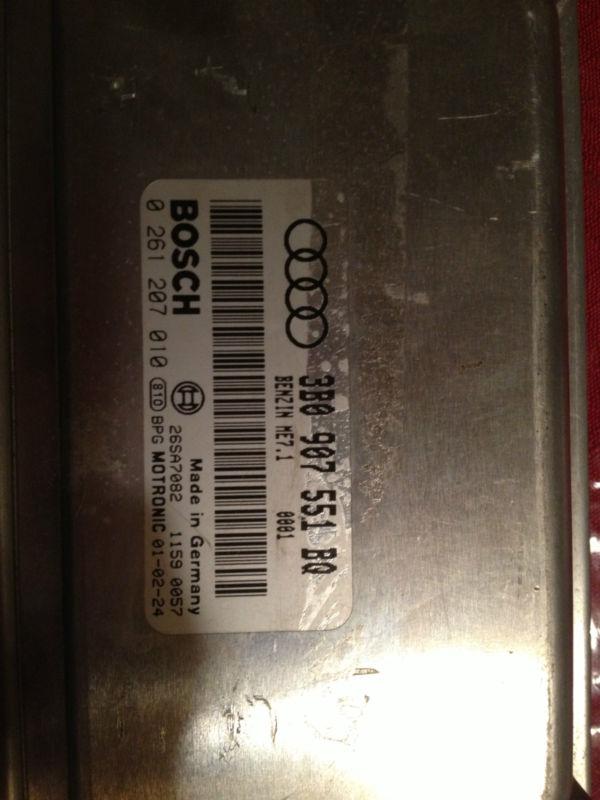 3B0 907 551 BQ
BENZIN ME7.1 0001
BOSCH
Made in Germany
26SA7082 1159 0057
0 261 207 010 810 BPG MOTRONIC 01-02-24